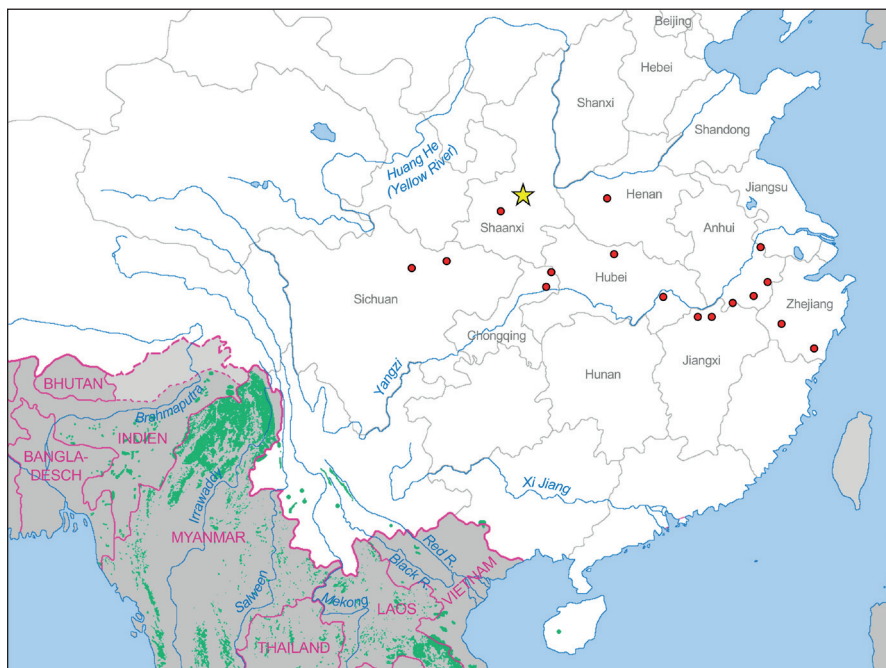 Beijing
Hebei
Shanxi
Shandong
Huang He
(Yellow River)
Henan
Jiangsu
Shaanxi
Anhui
Hubei
Sichuan
Zhejiang
Chongqing
Yangzi
Hunan
Jiangxi
BHUTAN
Brahmaputra
INDIEN
BANGLA-
DESCH
Irrawaddy
Xi Jiang
MYANMAR
Red R.
Black R.
VIETNAM
Salween
Mekong
LAOS
THAILAND